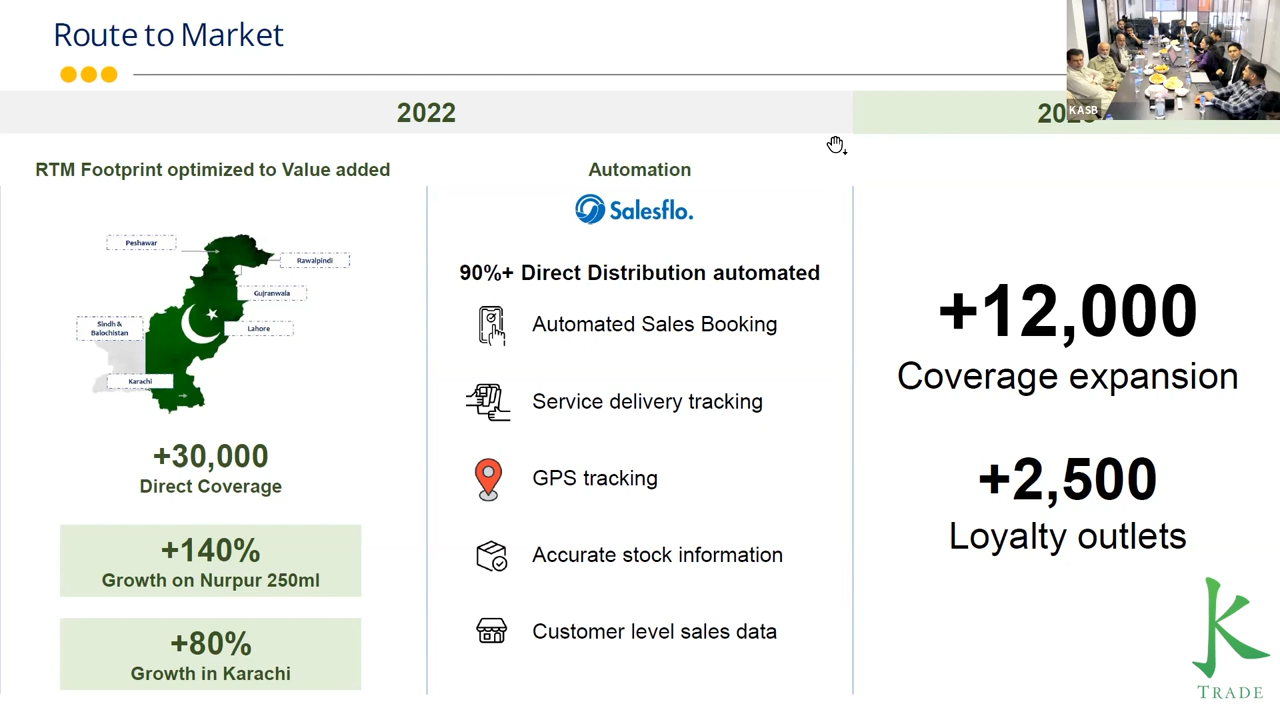 Route to Market
KASB
2022
RTM Footprint optimized to Value added
Peshawar
Rawalpindi
Gujranwala
Sindh &
Balochistan
Lahore
Karachi
+30,000
Direct Coverage
+140%
Growth on Nurpur 250ml
+80%
Growth in Karachi
Automation
Salesflo.
90%+ Direct Distribution automated
Automated Sales Booking
Service delivery tracking
GPS tracking
Accurate stock information
Customer level sales data
+12,000
Coverage expansion
+2,500
Loyalty outlets
K
TRADE